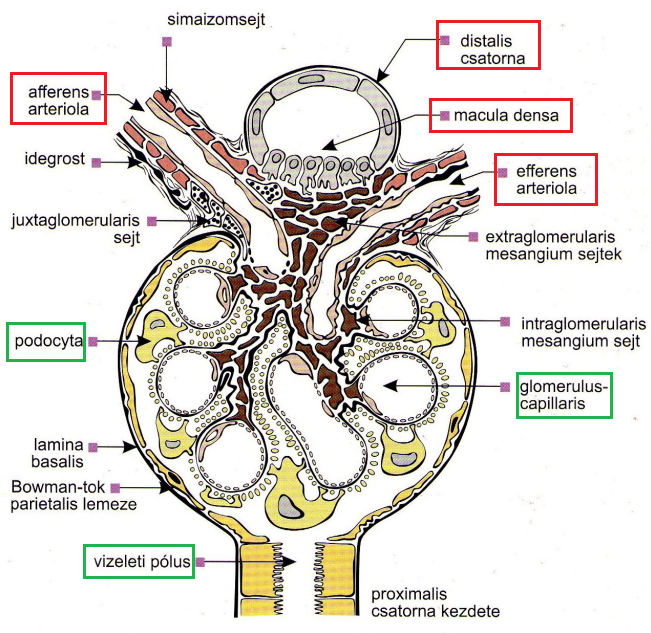 simaizomsejt
distalis
csatorna
afferens
arteriola
macula densa
idegrost
efferens
arteriola
juxtaglomerularis
sejt
extraglomerularis
mesangium sejtek
podocyta
intraglomerularis
mesangium sejt
glomerulus-
capillaris
lamina
basalis
Bowman-tok
parietalis lemeze
vizeleti pólus
proximalis
csatorna kezdete